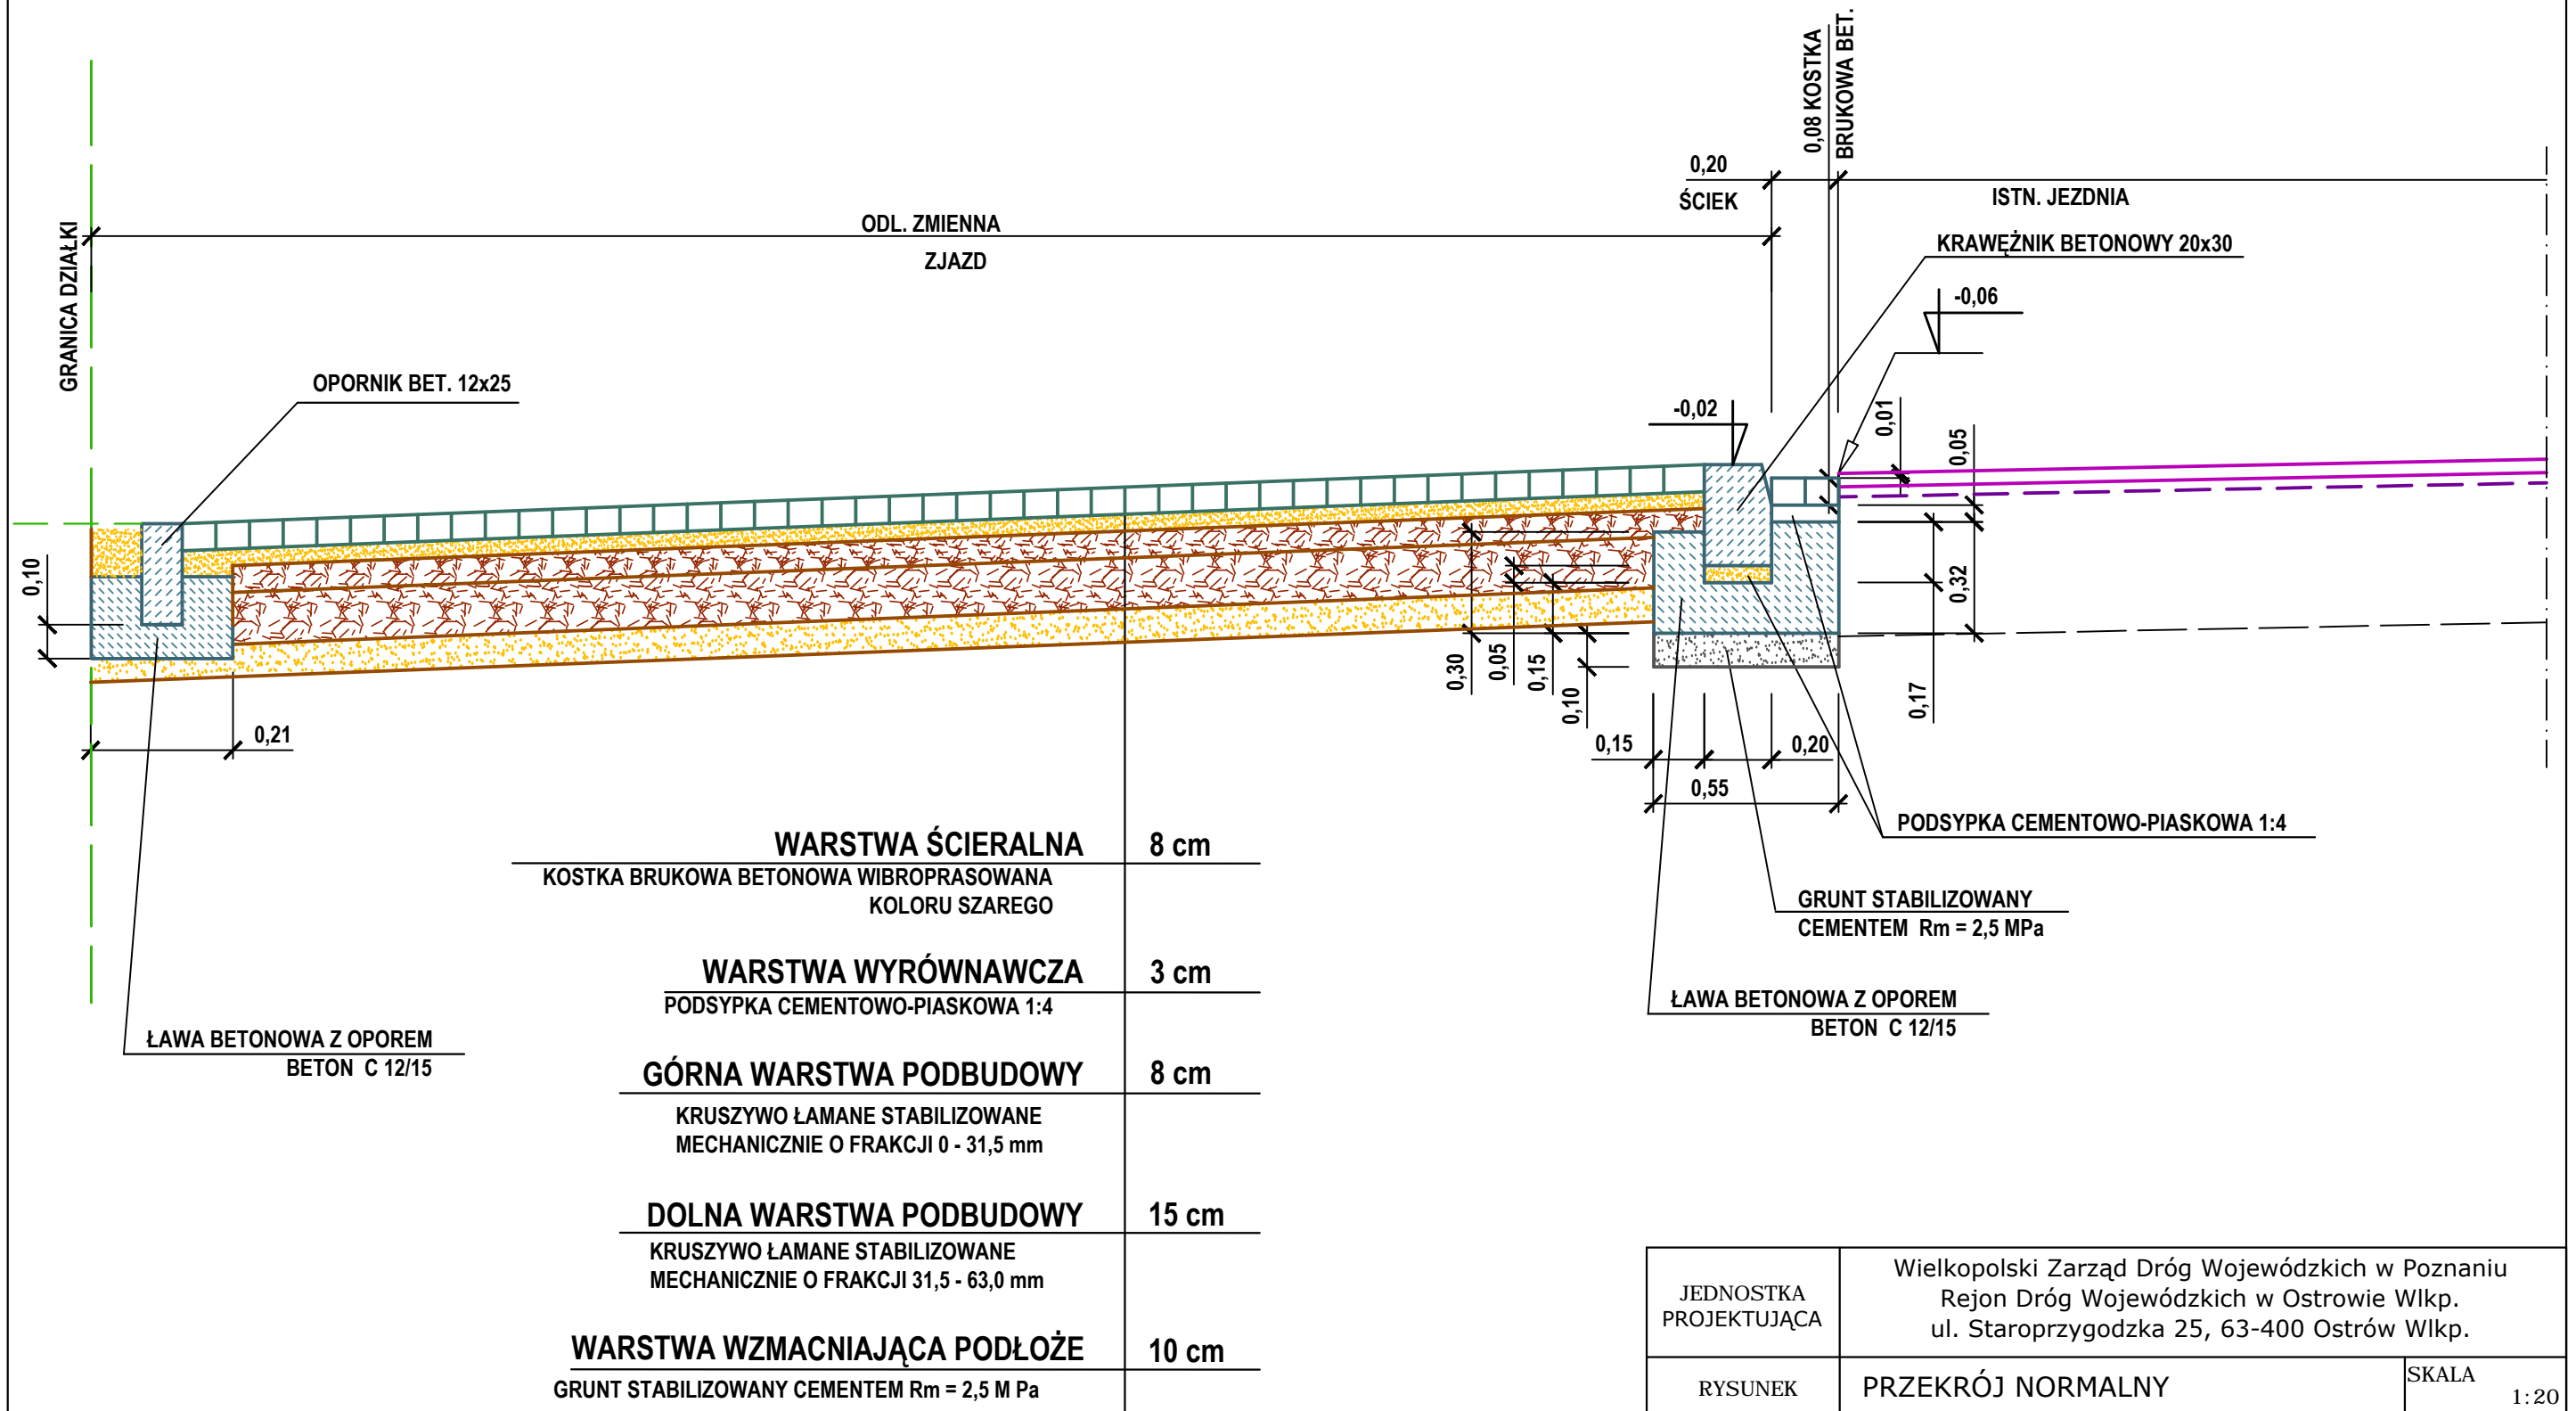 0,08 KOSTKA
BRUKOWA BET.
0,20
ŚCIEK
ISTN. JEZDNIA
ODL. ZMIENNA
ZJAZD
GRANICA DZIAŁKI
KRAWĘŻNIK BETONOWY 20x30
-0,06
OPORNIK BET. 12x25
-0,02
0,01
0,05
0,10
0,32
0,30
0,05
0,15
0,10
0,17
0,21
0,15
0,20
0,55
PODSYPKA CEMENTOWO-PIASKOWA 1:4
GRUNT STABILIZOWANY
CEMENTEM Rm = 2,5 MPa
ŁAWA BETONOWA Z OPOREM
BETON C 12/15
ŁAWA BETONOWA Z OPOREM
BETON C 12/15
WARSTWA ŚCIERALNA 8 cm
KOSTKA BRUKOWA BETONOWA WIBROPRASOWANA
KOLORU SZAREGO
WARSTWA WYRÓWNAWCZA 3 cm
PODSYPKA CEMENTOWO-PIASKOWA 1:4
GÓRNA WARSTWA PODBUDOWY 8 cm
KRUSZYWO ŁAMANE STABILIZOWANE
MECHANICZNIE O FRAKCJI 0 - 31,5 mm
DOLNA WARSTWA PODBUDOWY 15 cm
KRUSZYWO ŁAMANE STABILIZOWANE
MECHANICZNIE O FRAKCJI 31,5 - 63,0 mm
WARSTWA WZMACNIAJĄCA PODŁOŻE 10 cm
GRUNT STABILIZOWANY CEMENTEM Rm = 2,5 M Pa
JEDNOSTKA
PROJEKTUJĄCA
Wielkopolski Zarząd Dróg Wojewódzkich w Poznaniu
Rejon Dróg Wojewódzkich w Ostrowie Wlkp.
ul. Staroprzygodzka 25, 63-400 Ostrów Wlkp.
RYSUNEK
PRZEKRÓJ NORMALNY
SKALA
1:20